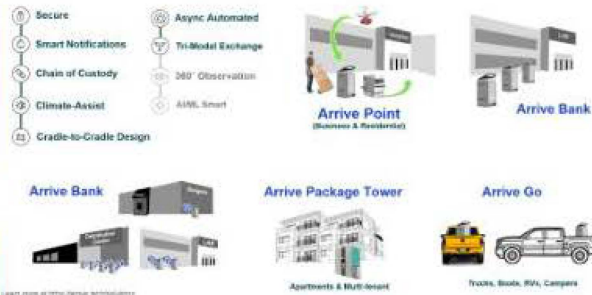 Secure
Smart Notifications
Chain of Custody
Climate-Assist
Cradle-to-Cradle Design
Async Automated
Tri-Modal Exchange
360° Observation
AI/ML Smart
Arrive Point
(Business & Residential)
Arrive Bank
Arrive Bank
Arrive Package Tower
Apartments & Multi-tenant
Arrive Go
Trucks, Boats, RVs, Campers